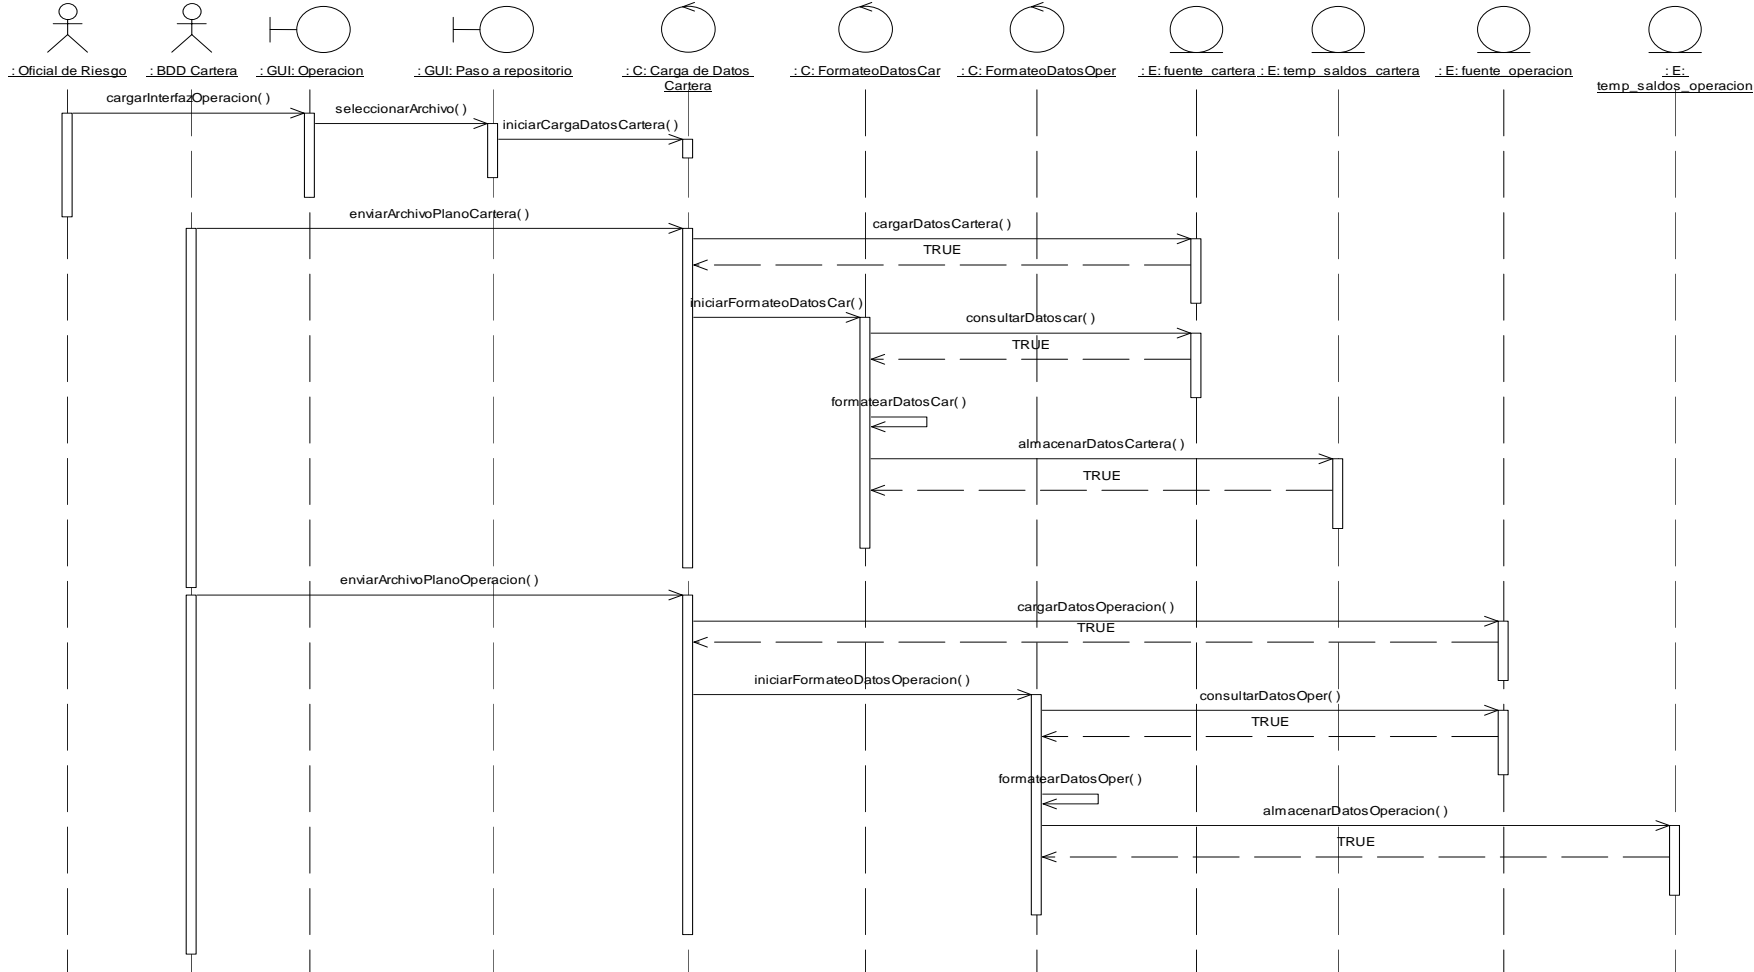 : Oficial de Riesgo
: BDD Cartera
: GUI: Operacion
: GUI: Paso a repositorio
: C: Carga de Datos
Cartera
: C: FormateoDatosCar
: C: FormateoDatosOper
: E: fuente_cartera
: E: temp_saldos_cartera
: E: fuente_operacion
: E:
temp_saldos_operacion
cargarInterfazOperacion( )
seleccionarArchivo( )
iniciarCargaDatosCartera( )
enviarArchivoPlanoCartera( )
cargarDatosCartera( )
TRUE
iniciarFormateoDatosCar( )
consultarDatoscar( )
TRUE
formatearDatosCar( )
almacenarDatosCartera( )
TRUE
enviarArchivoPlanoOperacion( )
cargarDatosOperacion( )
TRUE
iniciarFormateoDatosOperacion( )
consultarDatosOper( )
TRUE
formatearDatosOper( )
almacenarDatosOperacion( )
TRUE